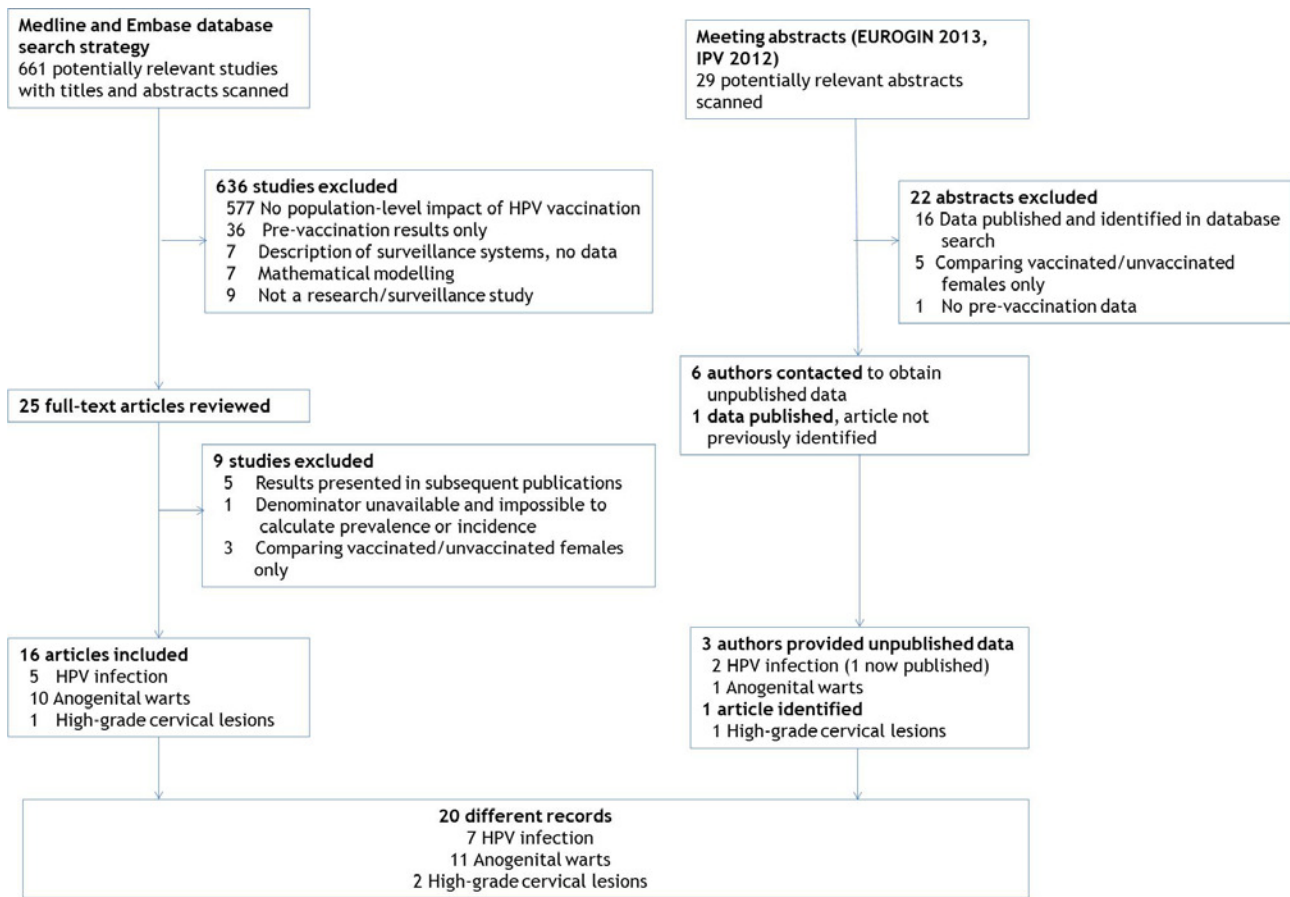 Medline and Embase database
search strategy
661 potentially relevant studies
with titles and abstracts scanned
Meeting abstracts (EUROGIN 2013,
IPV 2012)
29 potentially relevant abstracts
scanned
636 studies excluded
577 No population-level impact of HPV vaccination
36 Pre-vaccination results only
7 Description of surveillance systems, no data
7 Mathematical modelling
9 Not a research/surveillance study
22 abstracts excluded
16 Data published and identified in database
search
5 Comparing vaccinated/unvaccinated
females only
1 No pre-vaccination data
25 full-text articles reviewed
6 authors contacted to obtain
unpublished data
1 data published, article not
previously identified
9 studies excluded
5 Results presented in subsequent publications
1 Denominator unavailable and impossible to
calculate prevalence or incidence
3 Comparing vaccinated/unvaccinated females
only
16 articles included
5 HPV infection
10 Anogenital warts
1 High-grade cervical lesions
3 authors provided unpublished data
2 HPV infection (1 now published)
1 Anogenital warts
1 article identified
1 High-grade cervical lesions
20 different records
7 HPV infection
11 Anogenital warts
2 High-grade cervical lesions